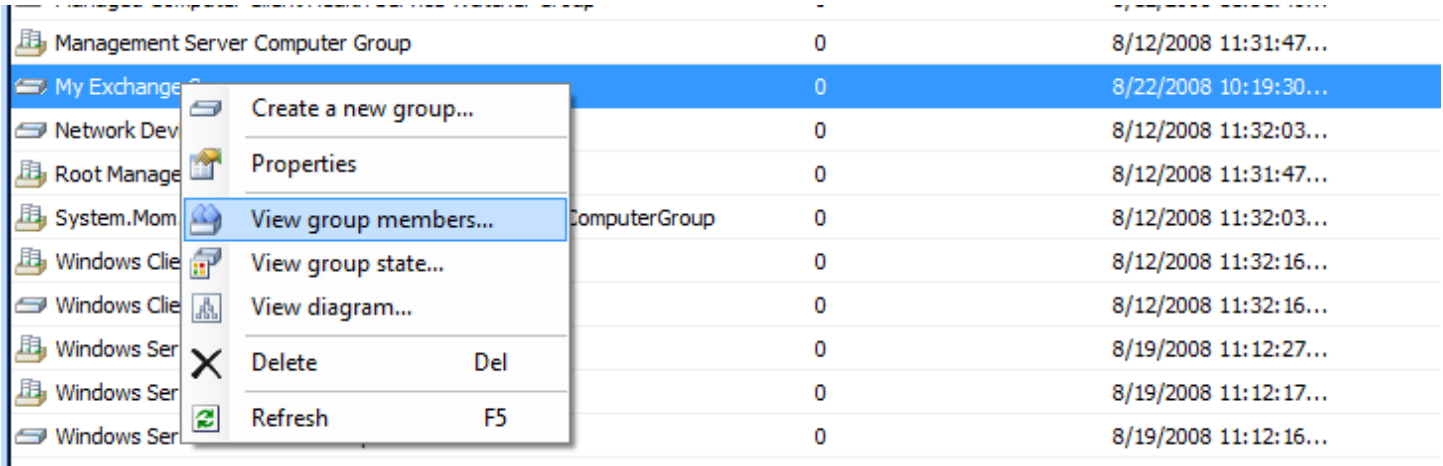 Management Server Computer Group 0 8/12/2008 11:31:47...
My Exchange 0 8/22/2008 10:19:30...
Create a new group...
Network Dev 0 8/12/2008 11:32:03...
Properties
Root Manage 0 8/12/2008 11:31:47...
System.Mom. ComputerGroup 0 8/12/2008 11:32:03...
View group members...
Windows Clie 0 8/12/2008 11:32:16...
View group state...
Windows Clie 0 8/12/2008 11:32:16...
View diagram...
Windows Ser 0 8/19/2008 11:12:27...
Delete Del
Windows Ser 0 8/19/2008 11:12:17...
Refresh F5
Windows Ser 0 8/19/2008 11:12:16...